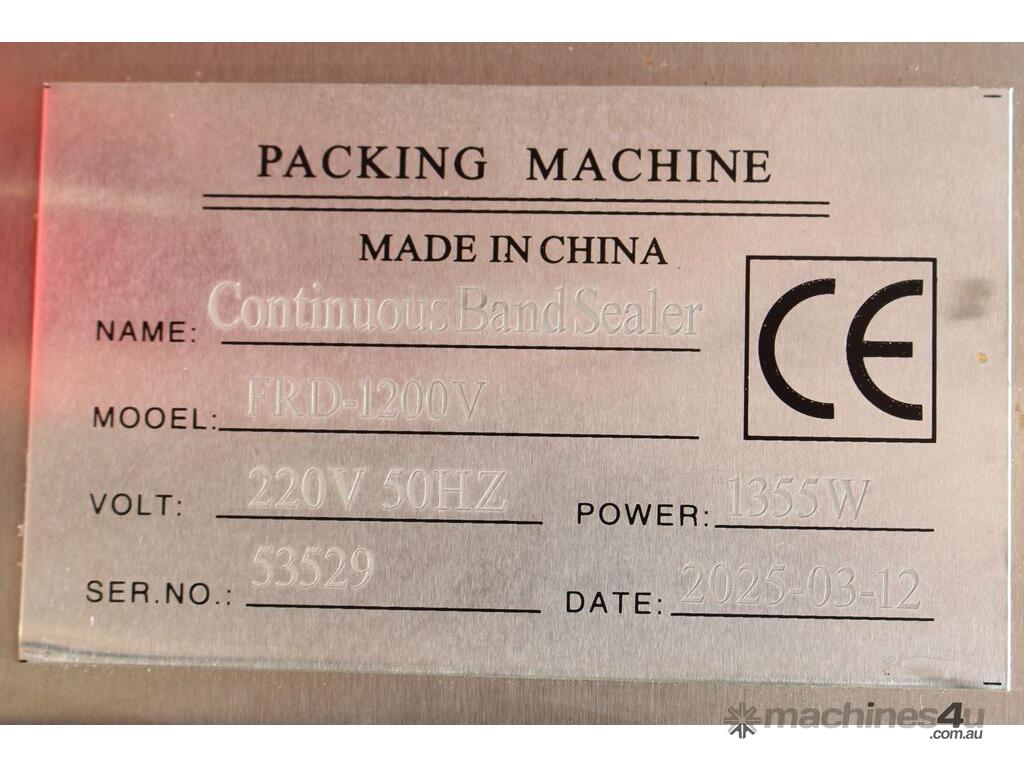 PACKING MACHINE
MADE IN CHINA
NAME: Continuous Band Sealer
CE
MOOEL: FRD-1200V
VOLT: 220V 50HZ POWER: 1355W
SER.NO.: 53529 DATE: 2025-03-12
machines4u
.com.au